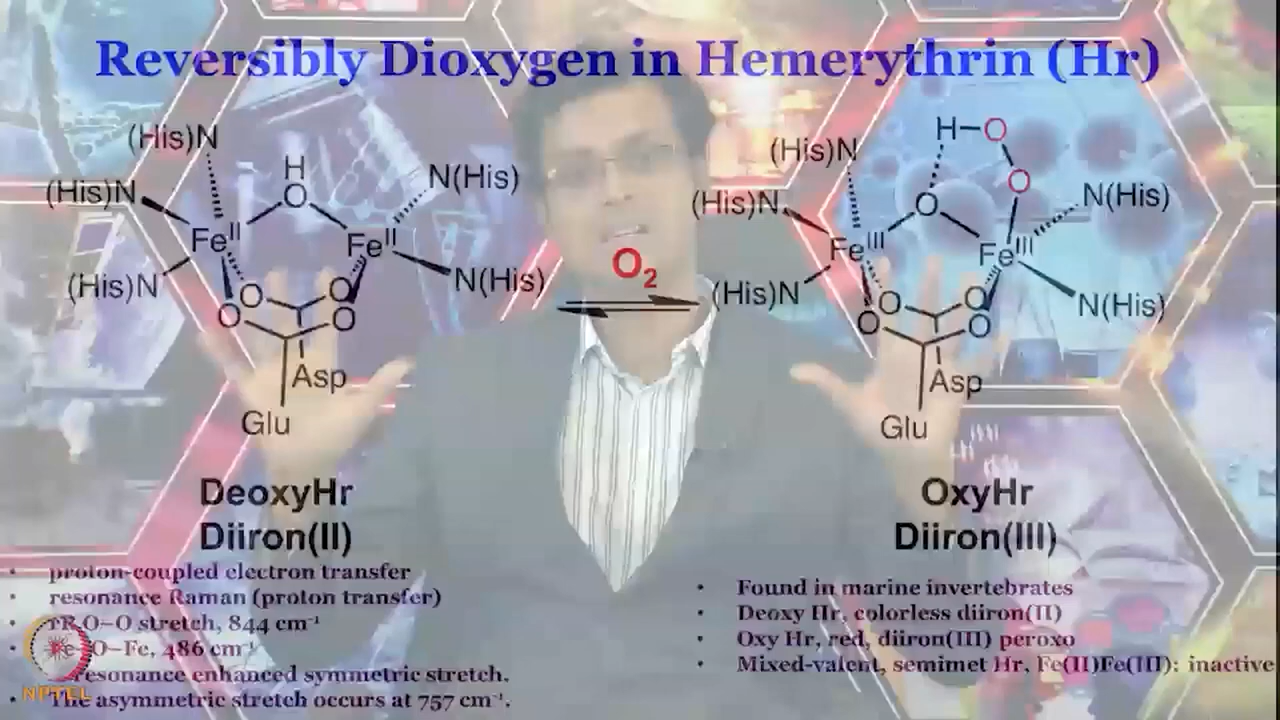 Reversibly Dioxygen in Hemerythrin (Hr)
(His)N
(His)N
(His)N
H
O
Fe^II
Fe^II
N(His)
N(His)
O
O
O
O
Asp
Glu
DeoxyHr
Diiron(II)
O₂
(His)N
(His)N
(His)N
H–O
O
O
Fe^III
Fe^III
N(His)
N(His)
O
O
O
O
Asp
Glu
OxyHr
Diiron(III)
• proton-coupled electron transfer
• resonance Raman (proton transfer)
• rR O–O stretch, 844 cm⁻¹
Fe–O–Fe, 486 cm⁻¹
resonance enhanced symmetric stretch.
• The asymmetric stretch occurs at 757 cm⁻¹.
• Found in marine invertebrates
• Deoxy Hr, colorless diiron(II)
• Oxy Hr, red, diiron(III) peroxo
• Mixed-valent, semimet Hr, Fe(II)Fe(III): inactive
NPTEL